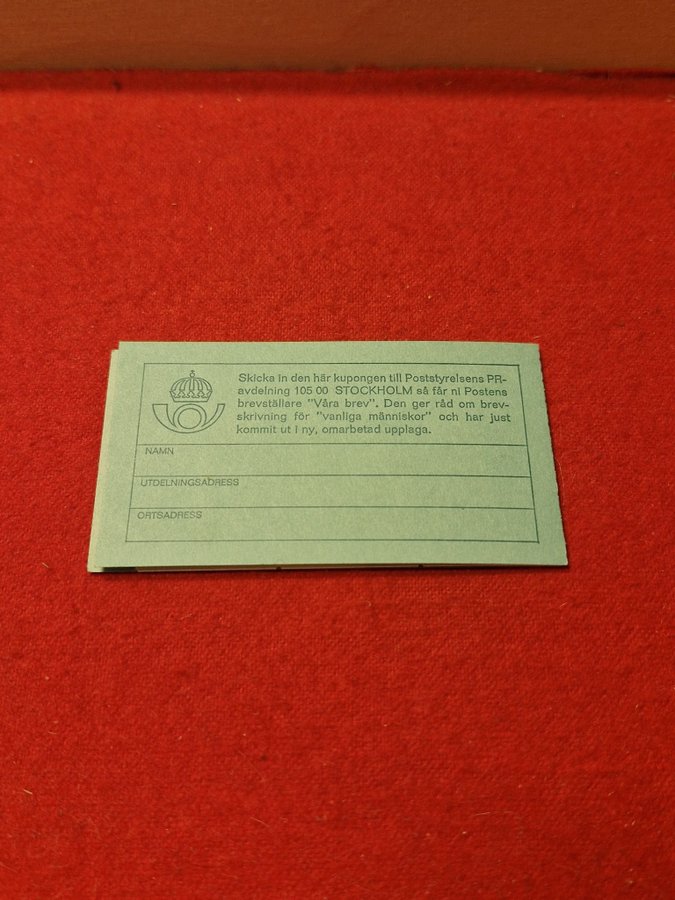 Skicka in den här kupongen till Poststyrelsens PR-
avdelning 105 00 STOCKHOLM så får ni Postens
brevställare "Våra brev". Den ger råd om brev-
skrivning för "vanliga människor" och har just
kommit ut i ny, omarbetad upplaga.
NAMN
UTDELNINGSADRESS
ORTSADRESS